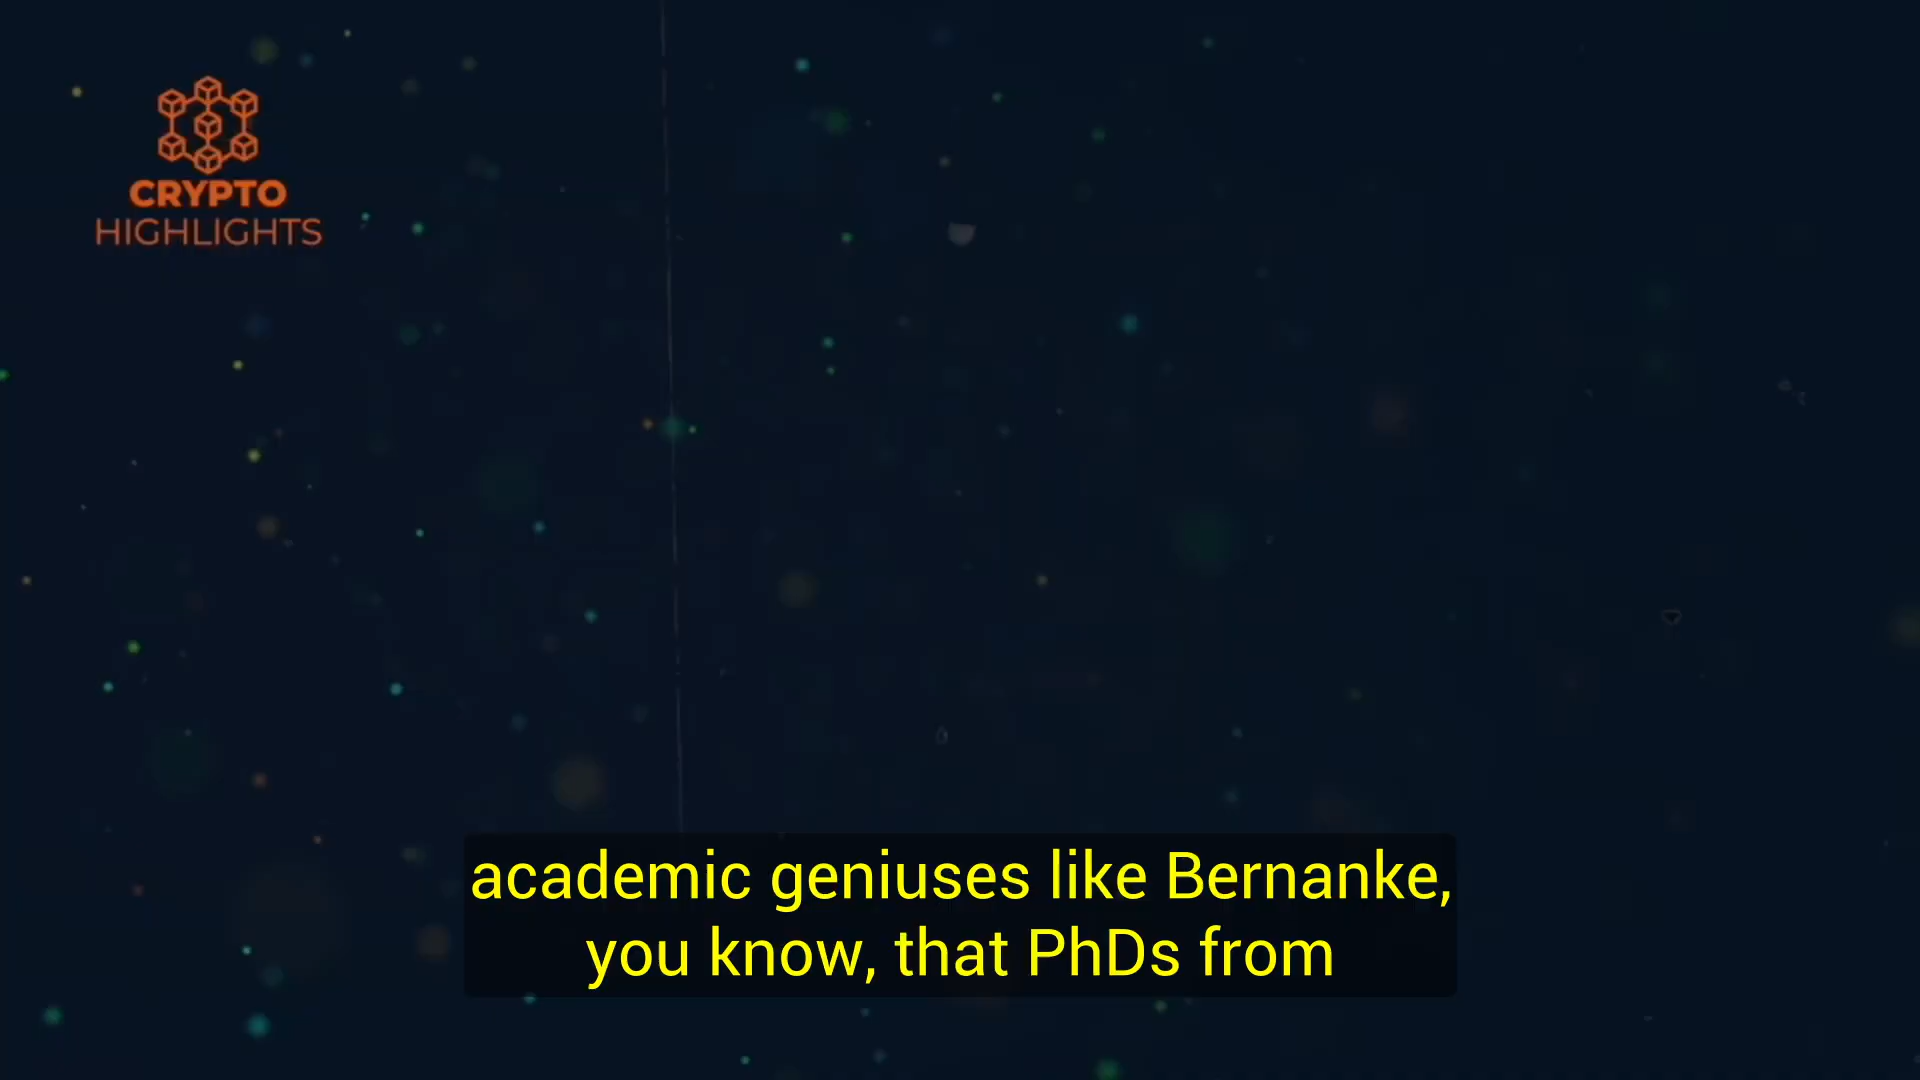 CRYPTO
HIGHLIGHTS
academic geniuses like Bernanke,
you know, that PhDs from